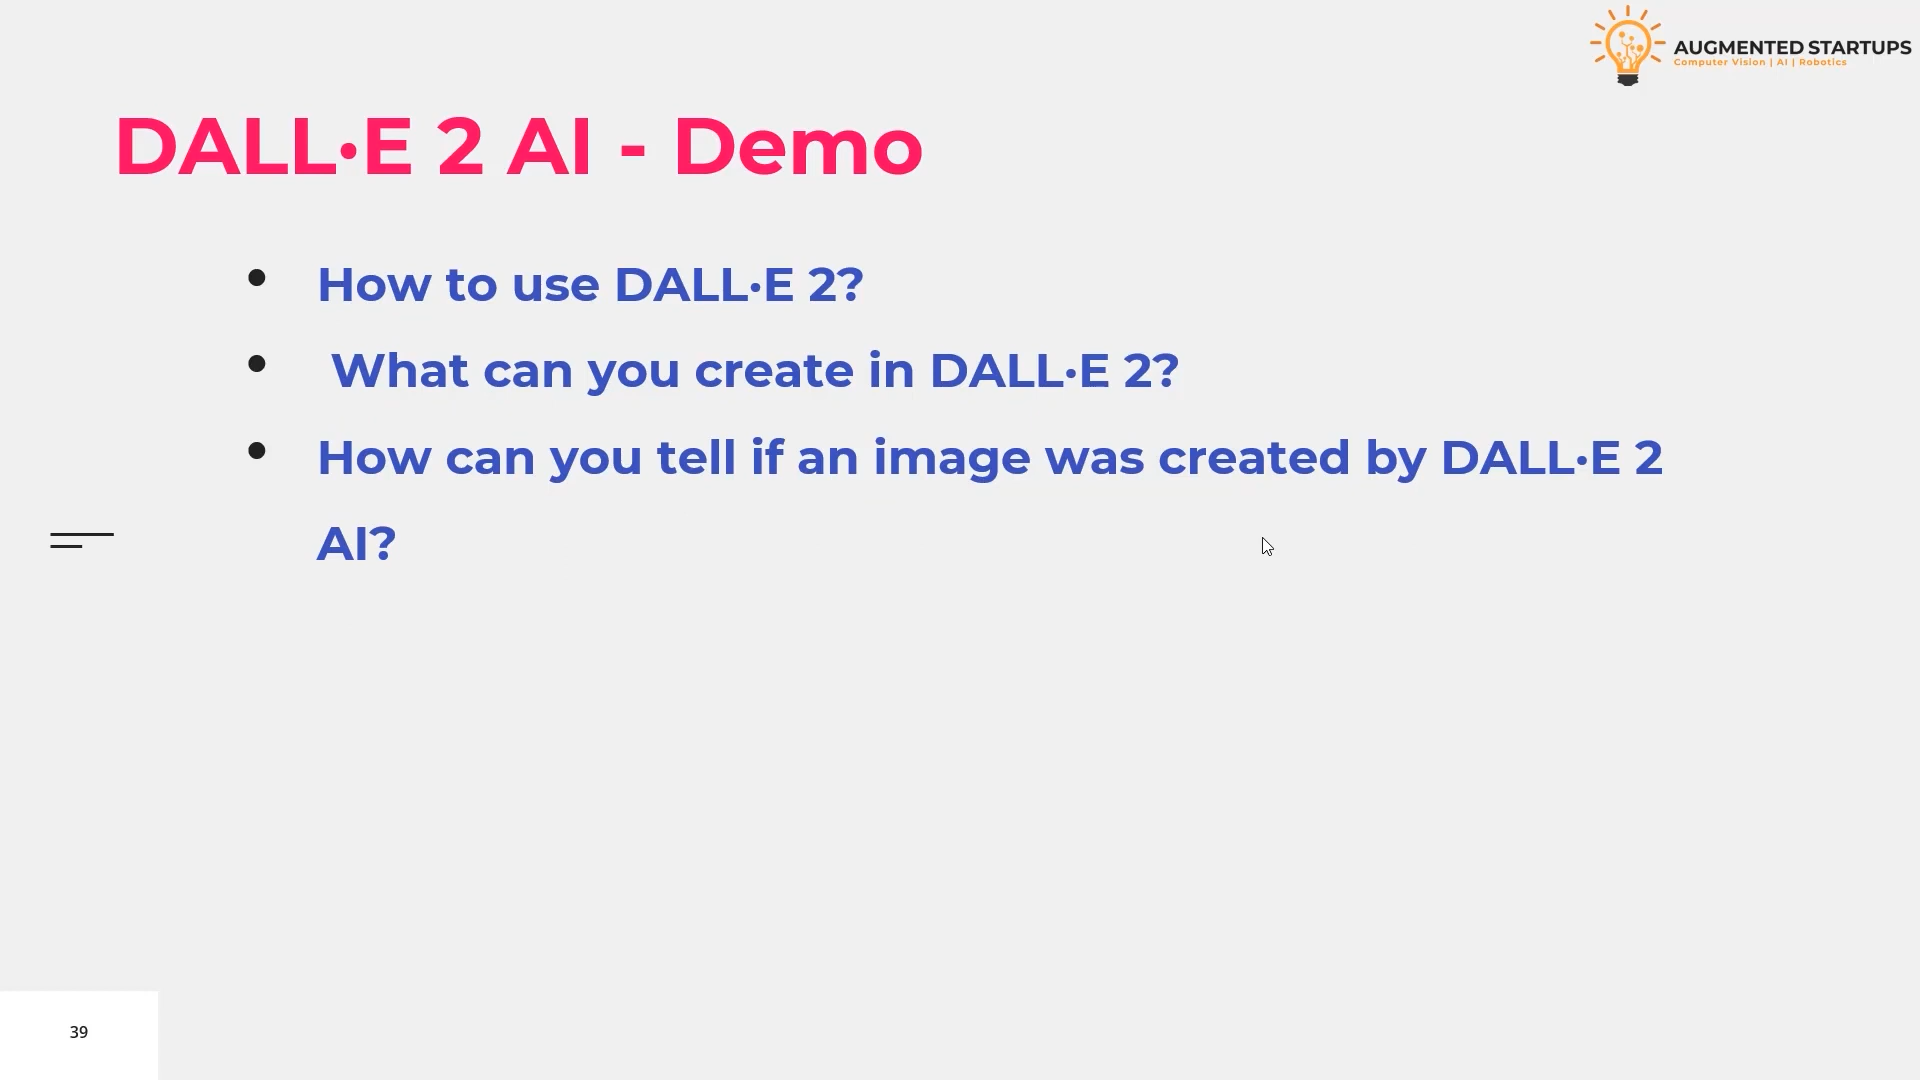 AUGMENTED STARTUPS
Computer Vision | AI | Robotics
DALL·E 2 AI - Demo
• How to use DALL·E 2?
• What can you create in DALL·E 2?
• How can you tell if an image was created by DALL·E 2
AI?
39